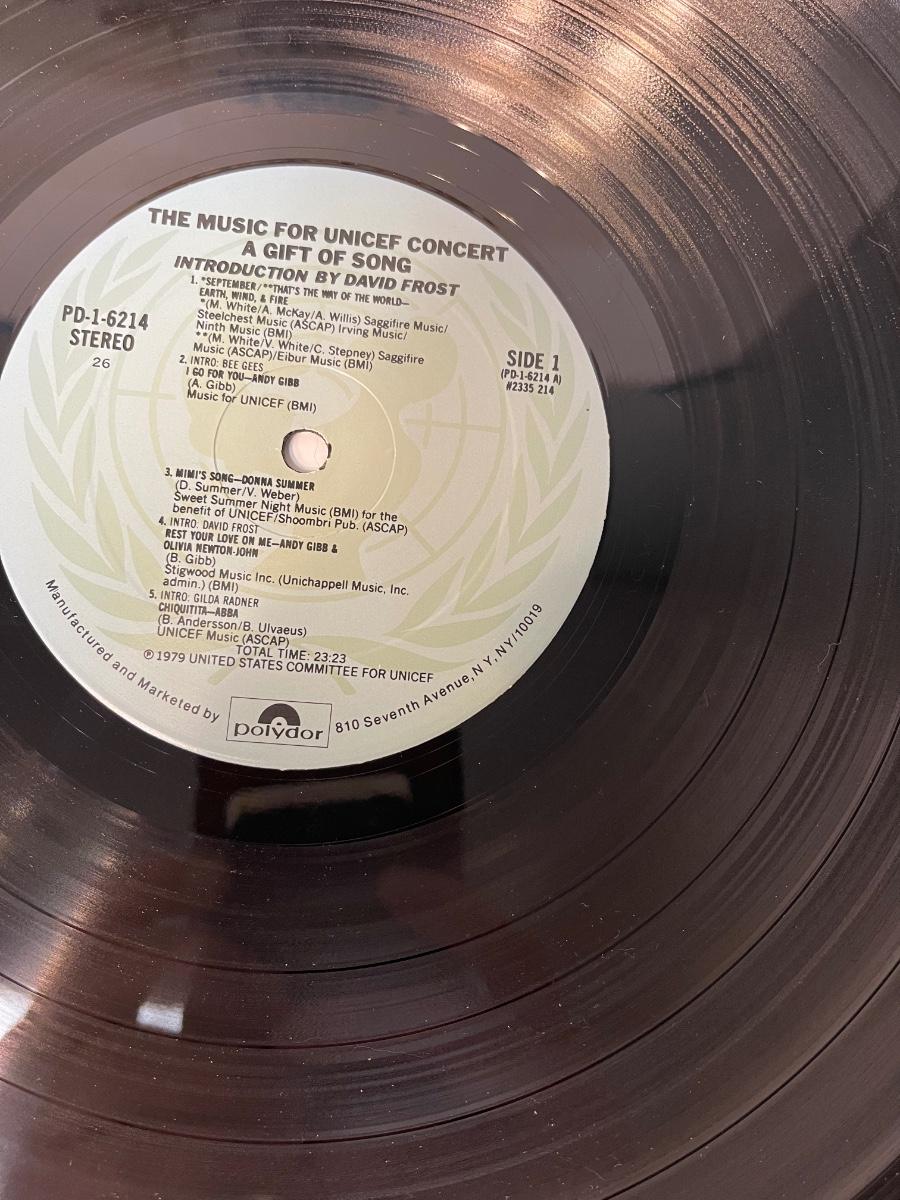 THE MUSIC FOR UNICEF CONCERT
A GIFT OF SONG
INTRODUCTION BY DAVID FROST
1. *SEPTEMBER/**THAT'S THE WAY OF THE WORLD—
EARTH, WIND, & FIRE
*(M. White/A. McKay/A. Willis) Saggifire Music/
Steelchest Music (ASCAP) Irving Music/
Ninth Music (BMI)
**(M. White/V. White/C. Stepney) Saggifire
Music (ASCAP)/Eibur Music (BMI)
PD-1-6214
STEREO
26
SIDE 1
(PD-1-6214 A)
#2335 214
2. INTRO: BEE GEES
I GO FOR YOU—ANDY GIBB
(A. Gibb)
Music for UNICEF (BMI)
3. MIMI'S SONG—DONNA SUMMER
(D. Summer/V. Weber)
Sweet Summer Night Music (BMI) for the
benefit of UNICEF/Shoombri Pub. (ASCAP)
4. INTRO: DAVID FROST
REST YOUR LOVE ON ME—ANDY GIBB &
OLIVIA NEWTON-JOHN
(B. Gibb)
Stigwood Music Inc. (Unichappell Music, Inc.
admin.) (BMI)
5. INTRO: GILDA RADNER
CHIQUITITA—ABBA
(B. Andersson/B. Ulvaeus)
UNICEF Music (ASCAP)
TOTAL TIME: 23:23
℗1979 UNITED STATES COMMITTEE FOR UNICEF
Manufactured and Marketed by polydor 810 Seventh Avenue, N.Y., NY/10019